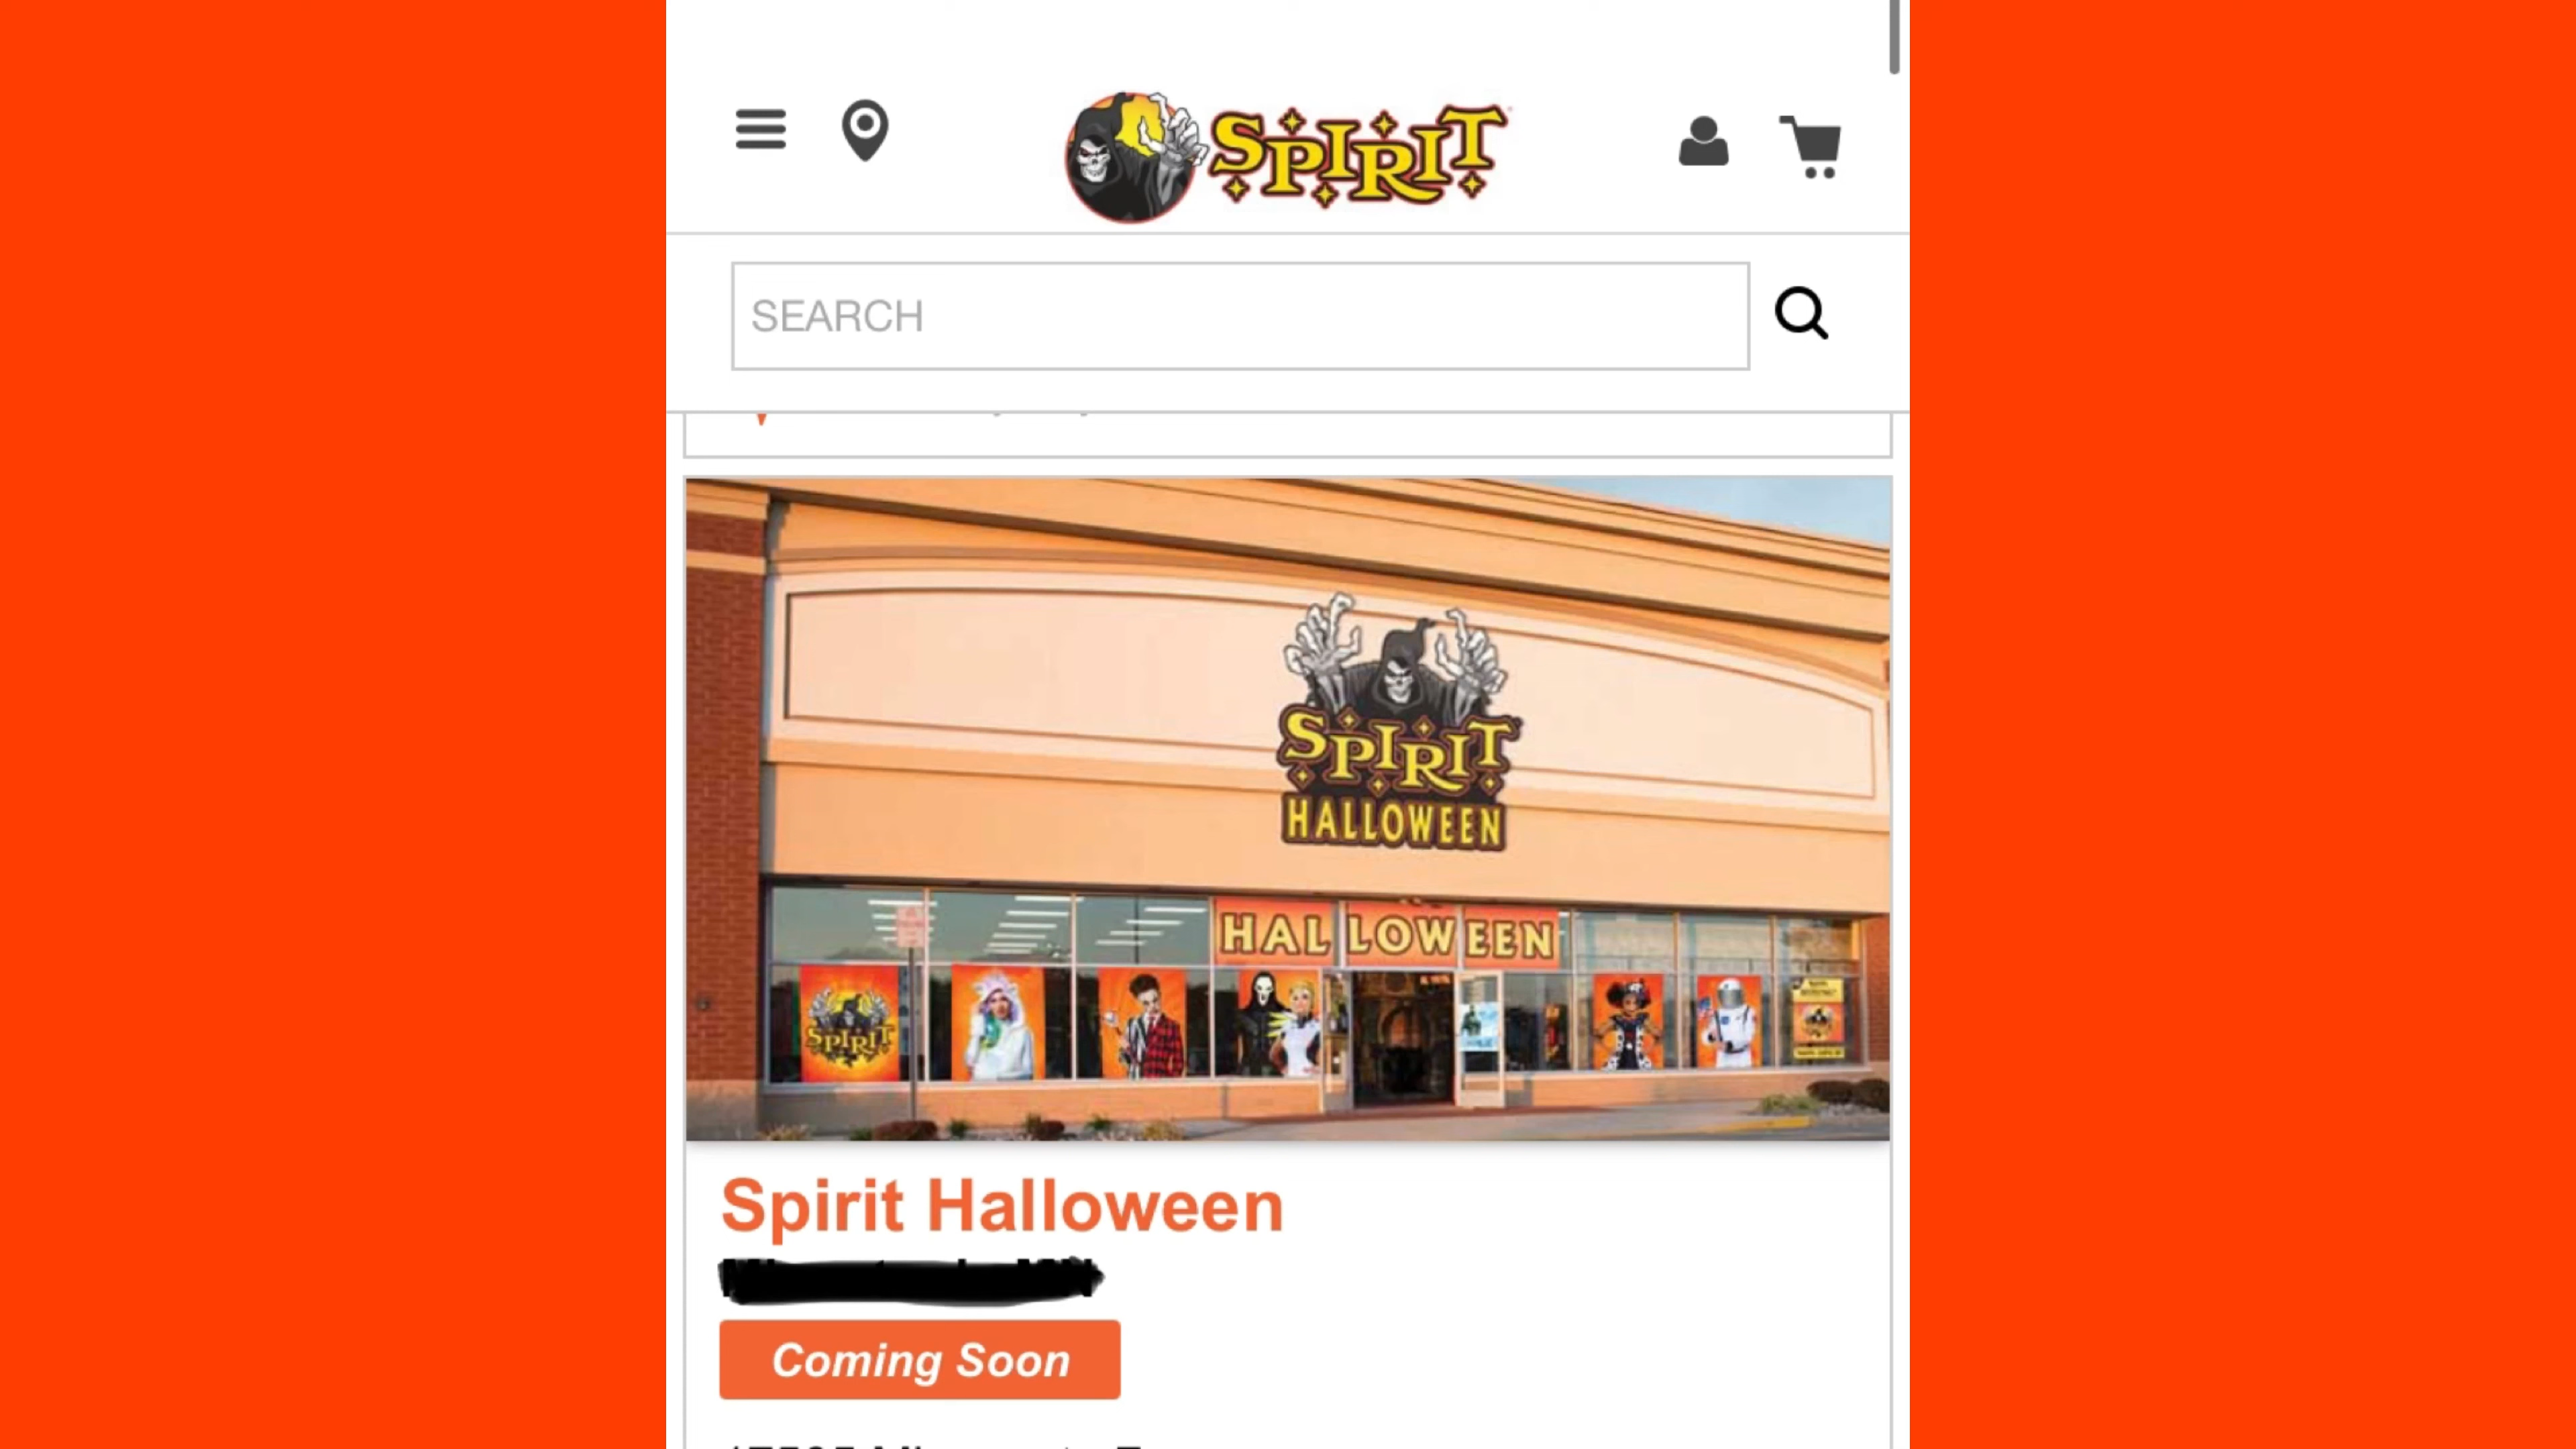 SPIRIT
SEARCH
SPIRIT
HALLOWEEN
HALLOWEEN
SPIRIT
Spirit Halloween
Coming Soon